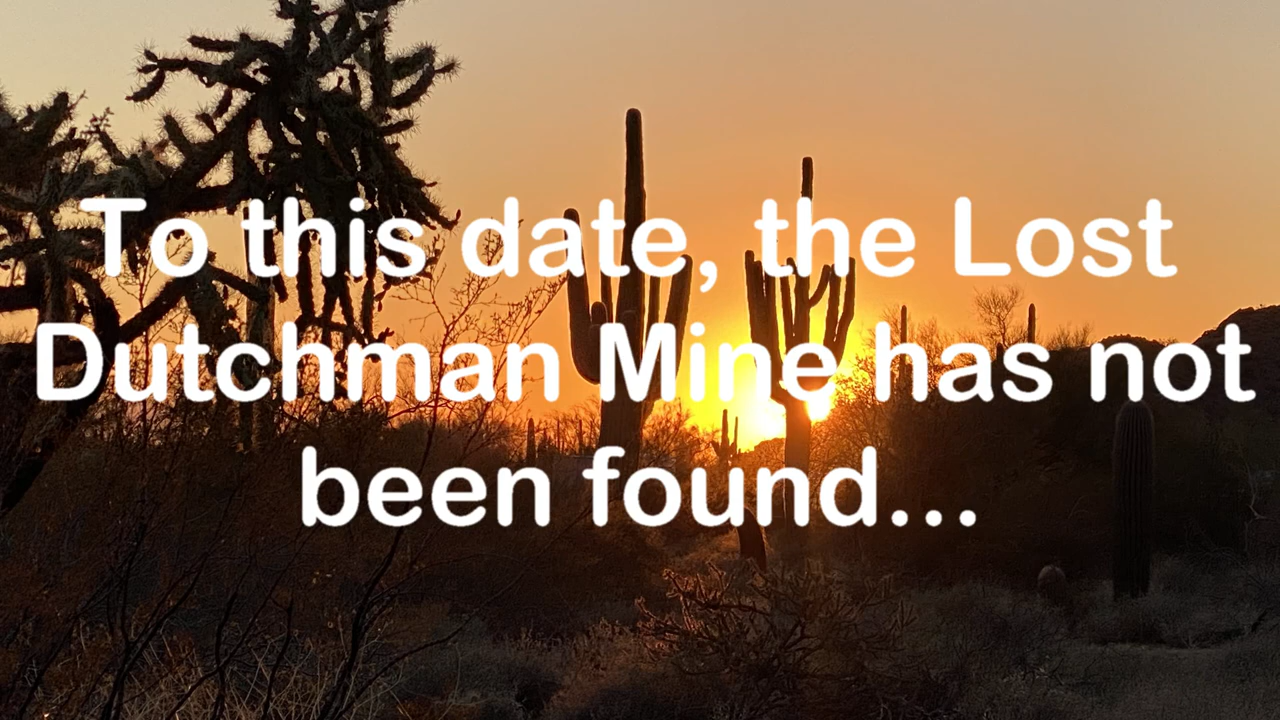 To this date, the Lost
Dutchman Mine has not
been found...